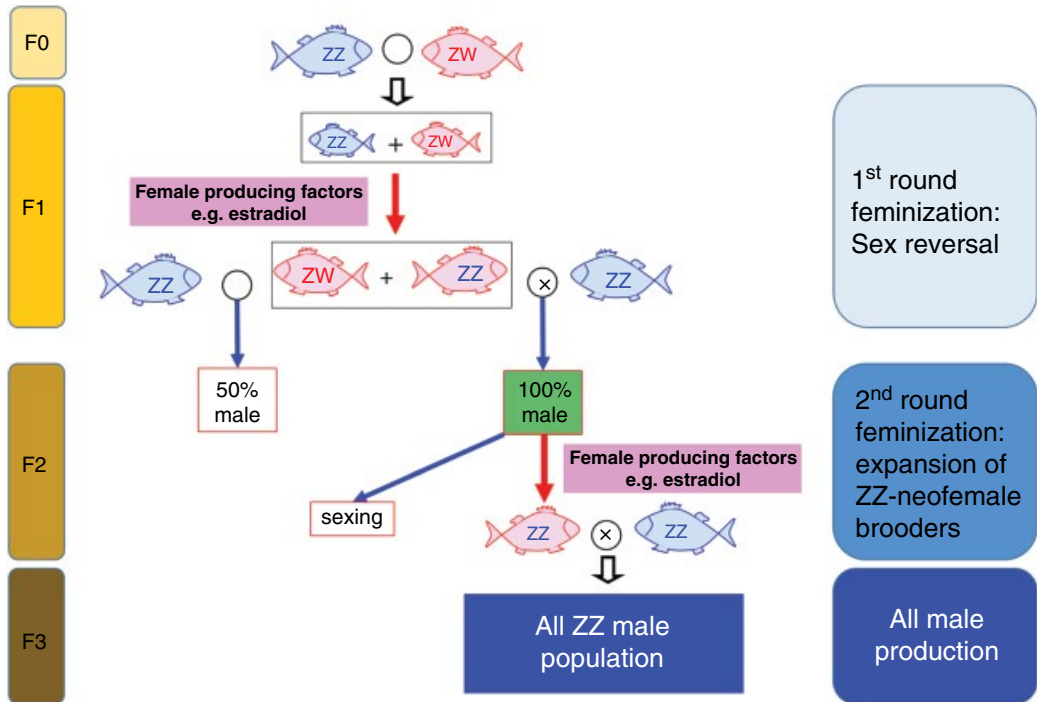 F0
ZZ
ZW
F1
ZZ + ZW
Female producing factors
e.g. estradiol
1st round
feminization:
Sex reversal
ZZ
ZW + ZZ
× ZZ
50%
male
100%
male
F2
Female producing factors
e.g. estradiol
sexing
ZZ × ZZ
2nd round
feminization:
expansion of
ZZ-neofemale
brooders
F3
All ZZ male
population
All male
production